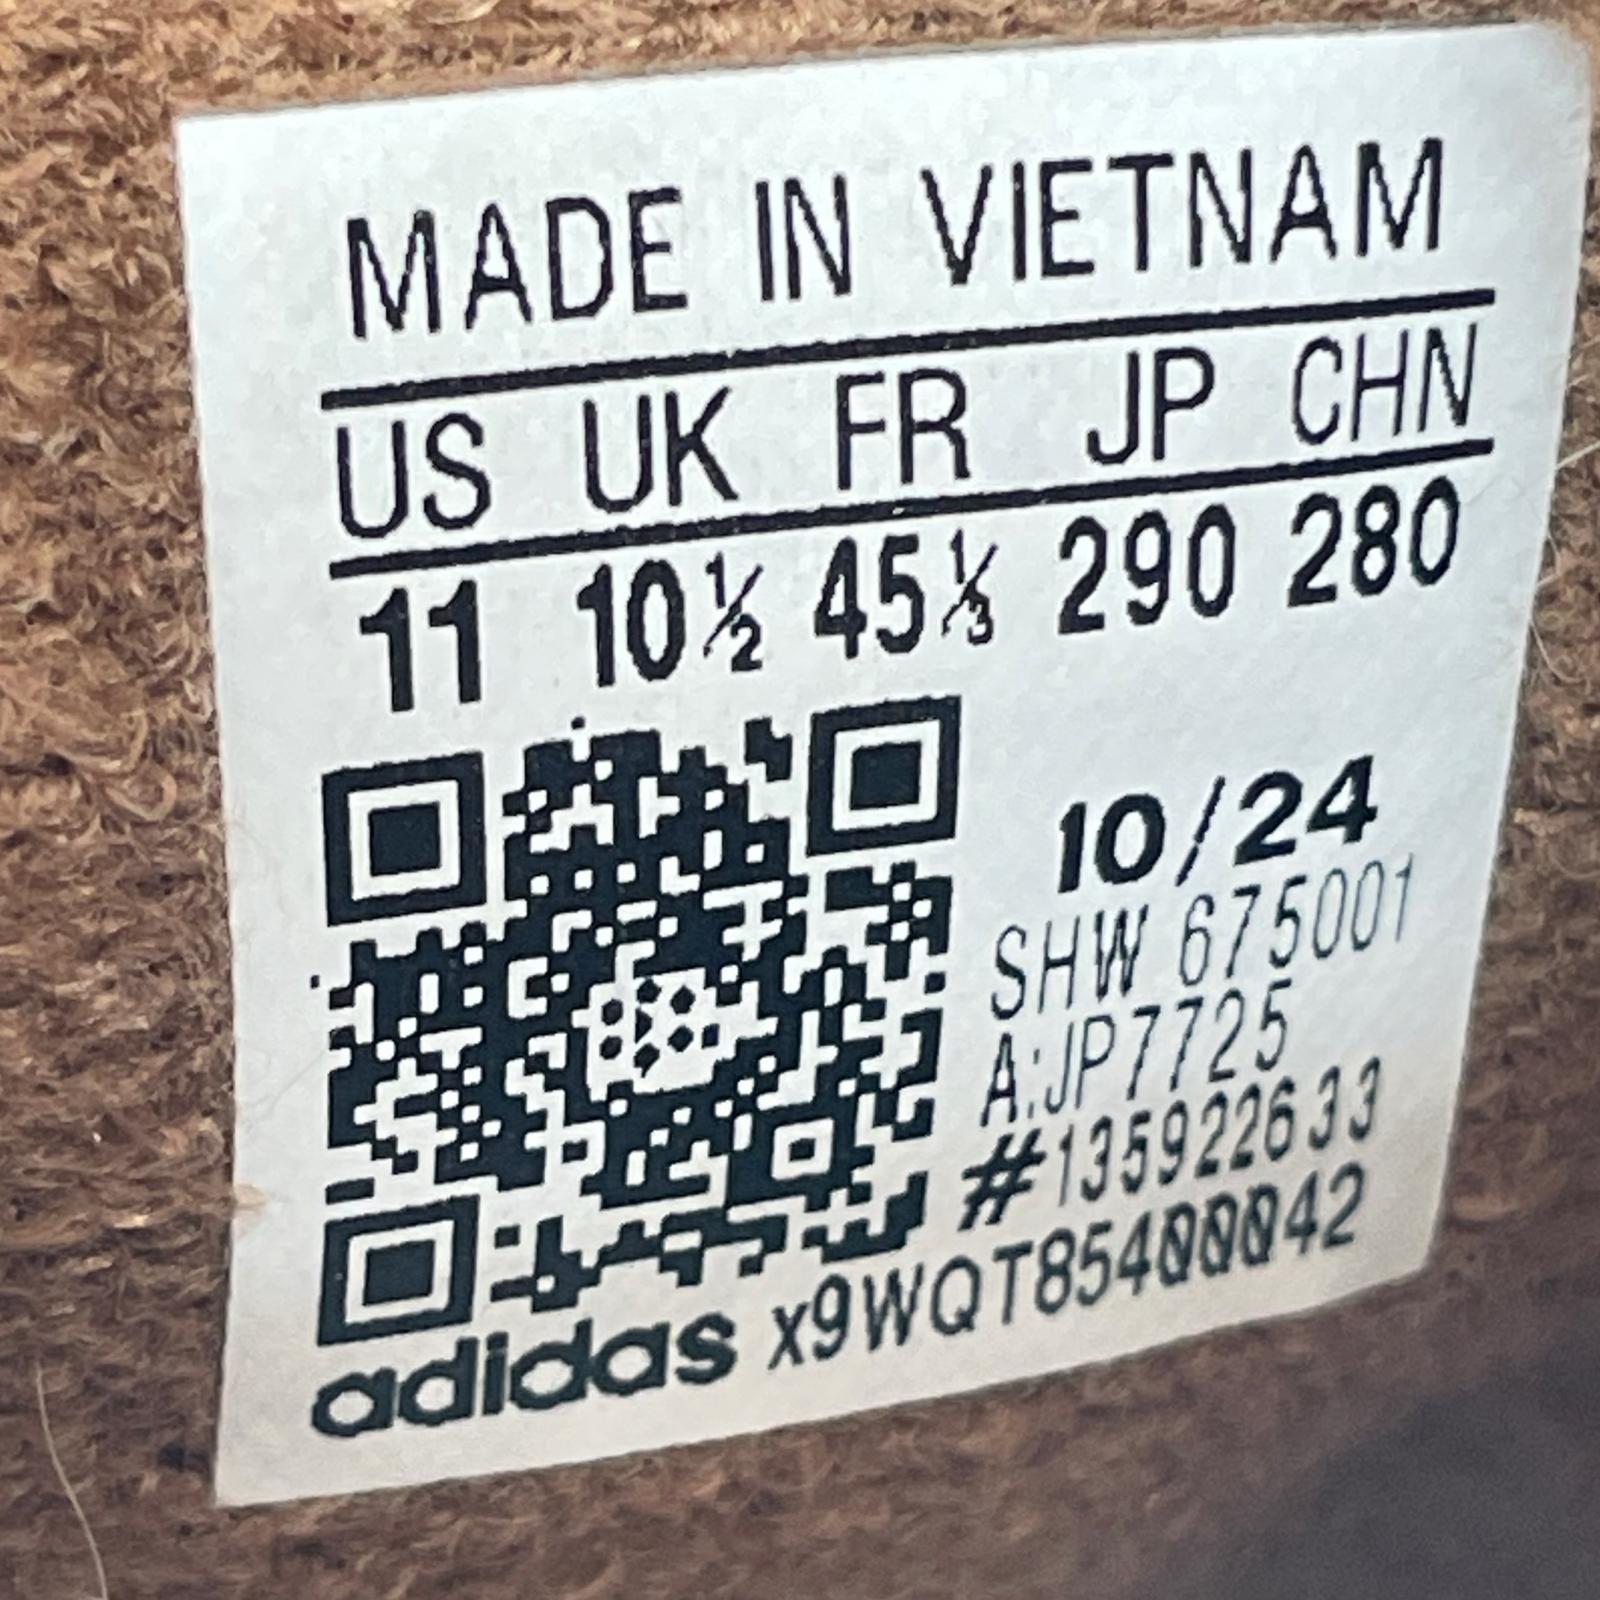 MADE IN VIETNAM
US UK FR JP CHN
11 10½ 45⅓ 290 280
10/24
SHW 675001
A:JP7725
#135922633
adidas x9WQT85400042